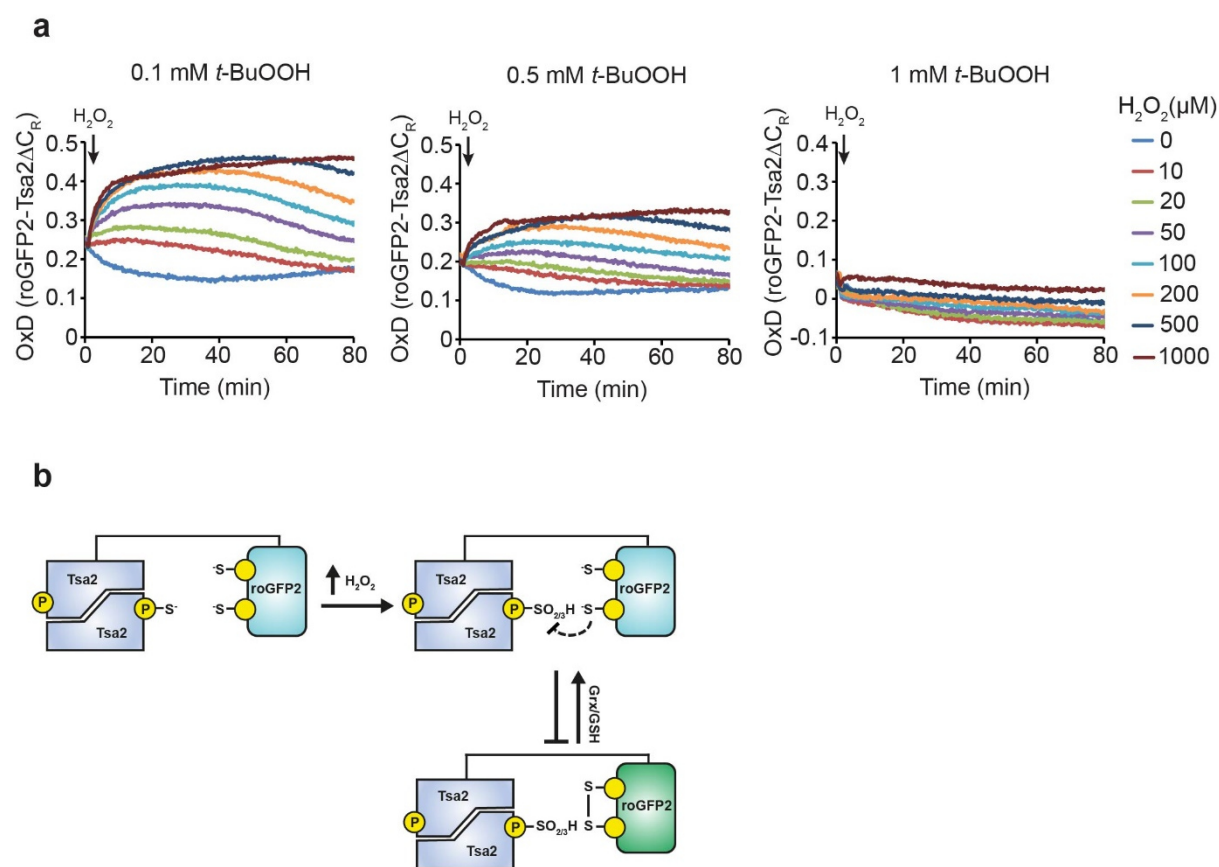 a
0.1 mM t-BuOOH
OxD (roGFP2-Tsa2ΔCR)
H2O2
0.5
0.4
0.3
0.2
0.1
0
0 20 40 60 80
Time (min)
0.5 mM t-BuOOH
OxD (roGFP2-Tsa2ΔCR)
H2O2
0.5
0.4
0.3
0.2
0.1
0
0 20 40 60 80
Time (min)
1 mM t-BuOOH
OxD (roGFP2-Tsa2ΔCR)
H2O2
0.4
0.3
0.2
0.1
0
-0.1
0 20 40 60 80
Time (min)
H2O2(µM)
0
10
20
50
100
200
500
1000
b
Tsa2
P
P-S-
Tsa2
-S
-S
roGFP2
H2O2
Tsa2
P
P-SO2/3H
Tsa2
-S
-S
roGFP2
Grx/GSH
Tsa2
P
P-SO2/3H
Tsa2
S
S
roGFP2